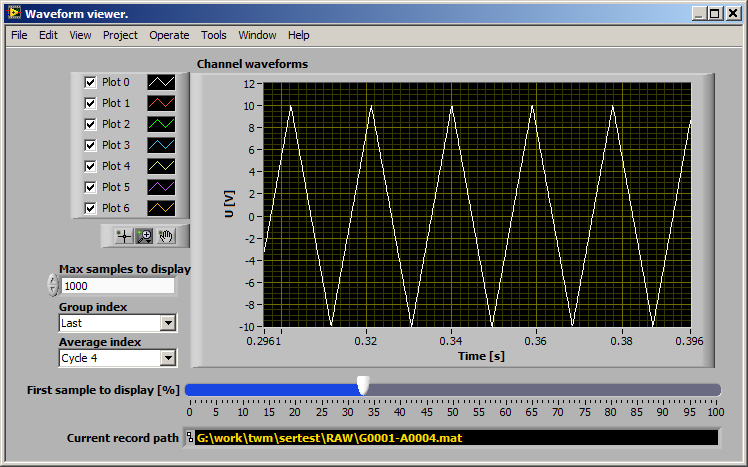 Waveform viewer.
File Edit View Project Operate Tools Window Help
Channel waveforms
Plot 0
Plot 1
Plot 2
Plot 3
Plot 4
Plot 5
Plot 6
Max samples to display
1000
Group index
Last
Average index
Cycle 4
U [V]
12
10
8
6
4
2
0
-2
-4
-6
-8
-10
0.2961 0.32 0.34 0.36 0.38 0.396
Time [s]
First sample to display [%]
0 5 10 15 20 25 30 35 40 45 50 55 60 65 70 75 80 85 90 95 100
Current record path G:\work\twm\sertest\RAW\G0001-A0004.mat